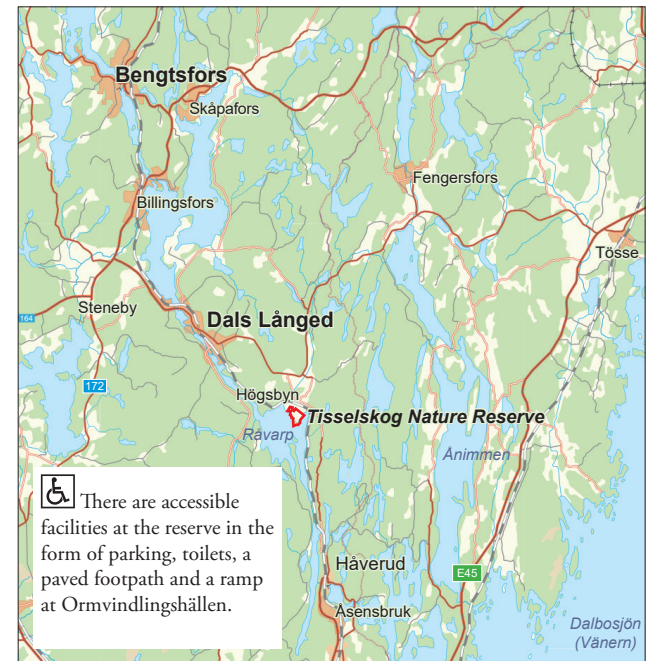 Bengtsfors
Skåpafors
Fengersfors
Billingsfors
Tösse
Steneby
164
Dals Långed
172
Högsbyn
Tisselskog Nature Reserve
Råvarp
Ånimmen
There are accessible
facilities at the reserve in the
form of parking, toilets, a
paved footpath and a ramp
at Ormvindlingshällen.
Håverud
E45
Åsensbruk
Dalbosjön
(Vänern)